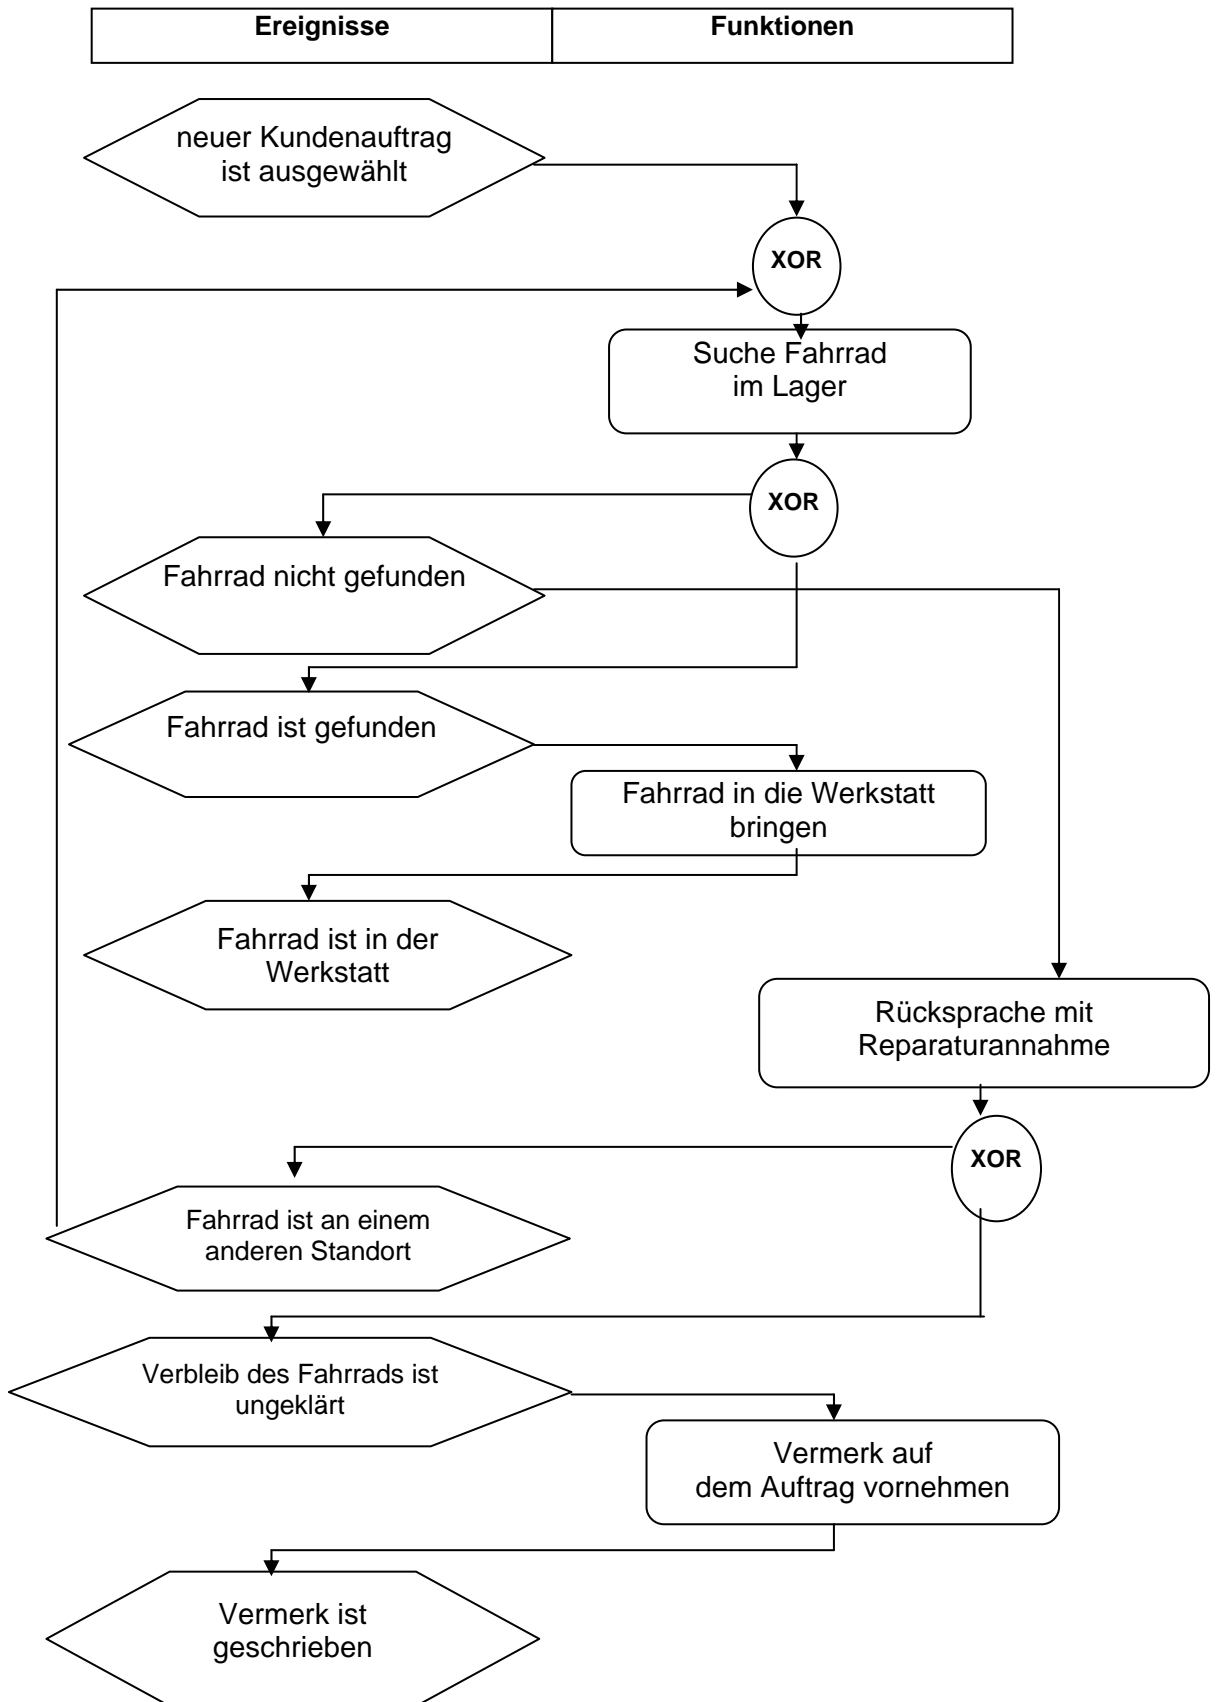 Ereignisse
Funktionen
neuer Kundenauftrag
ist ausgewählt
XOR
Suche Fahrrad
im Lager
XOR
Fahrrad nicht gefunden
Fahrrad ist gefunden
Fahrrad in die Werkstatt
bringen
Fahrrad ist in der
Werkstatt
Rücksprache mit
Reparaturannahme
XOR
Fahrrad ist an einem
anderen Standort
Verbleib des Fahrrads ist
ungeklärt
Vermerk auf
dem Auftrag vornehmen
Vermerk ist
geschrieben